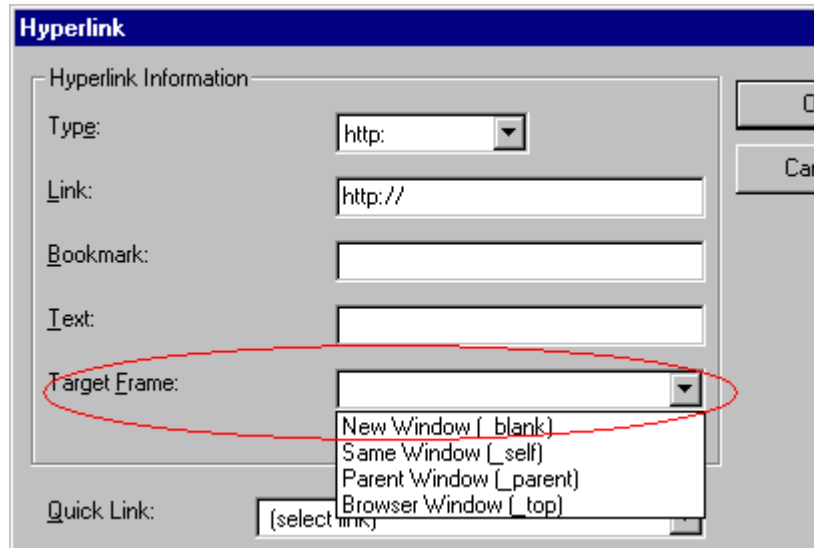 Hyperlink
Hyperlink Information
Type:
http:
Link:
http://
Bookmark:
Text:
Target Frame:
New Window (_blank)
Same Window (_self)
Parent Window (_parent)
Browser Window (_top)
Quick Link:
(select link)